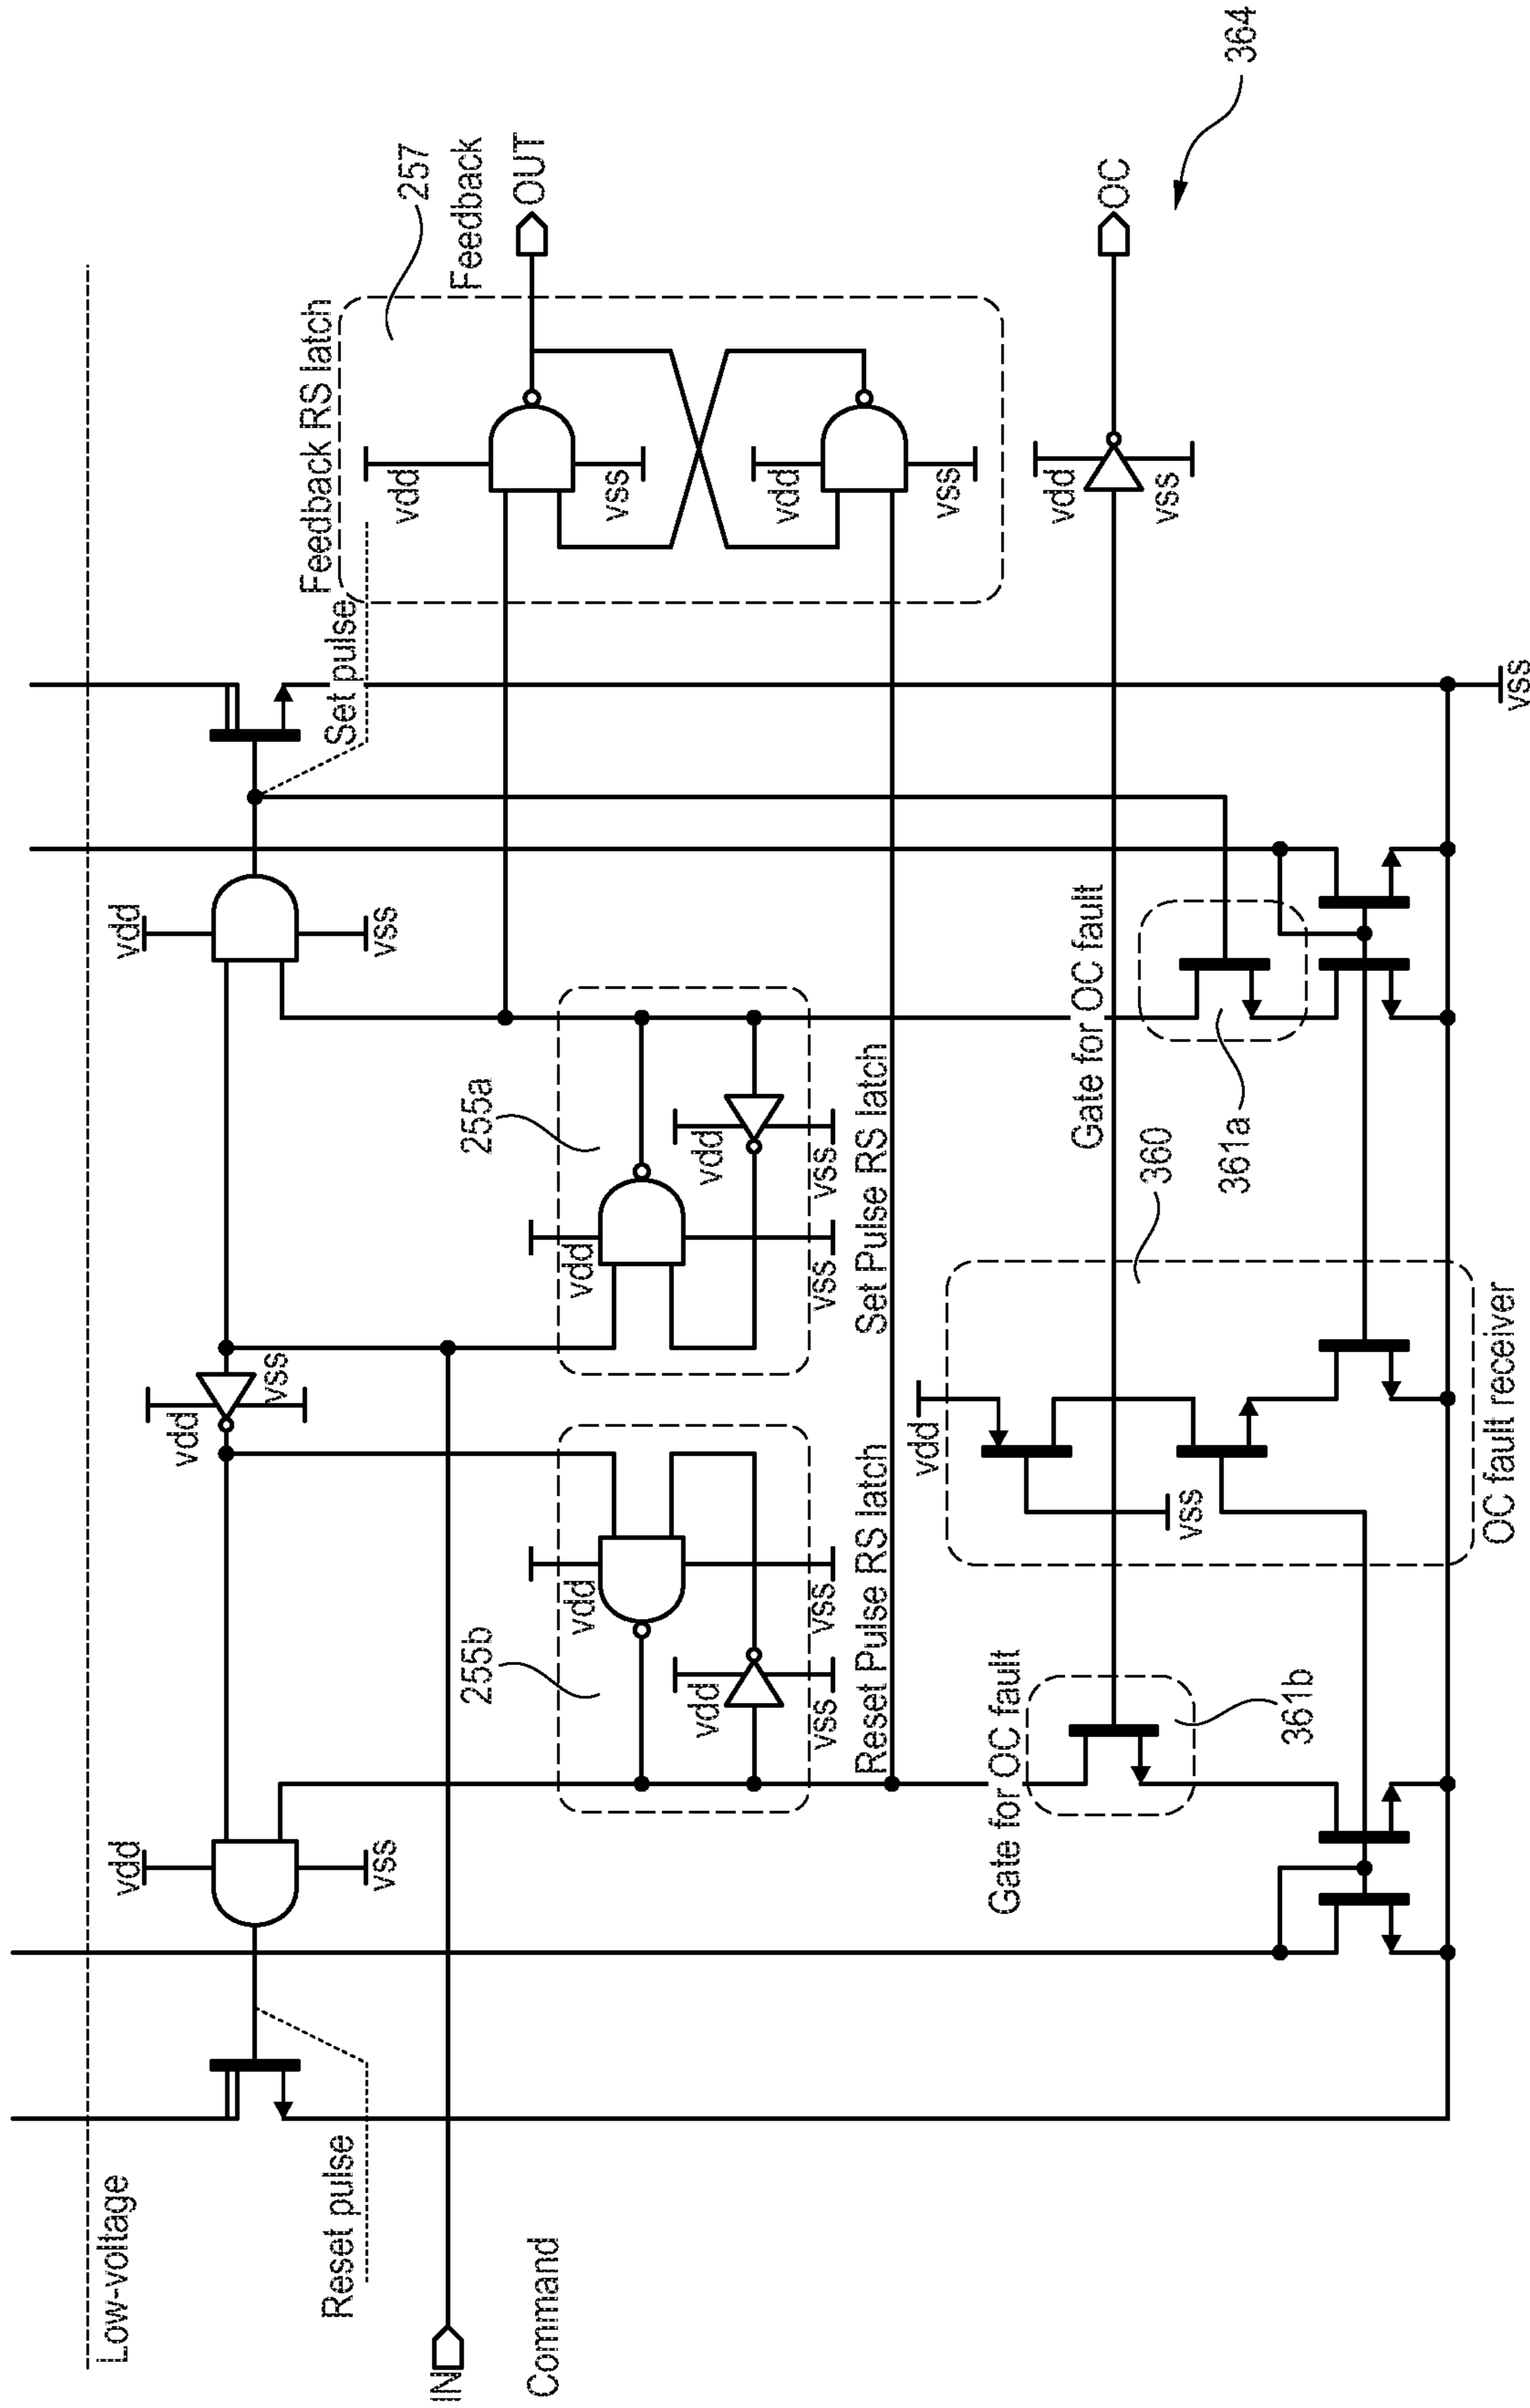 Low-voltage
vdd
vdd
vdd
vss
Feedback RS latch
Reset pulse
Set pulse
vss
vss
vdd
257
IN
Feedback
255b
255a
OUT
Command
vdd
vdd
vss
vdd
vdd
vdd
vss
vss
vss
vss
Reset Pulse RS latch
Set Pulse RS latch
vdd
vss
Gate for OC fault
vdd
Gate for OC fault
OC
360
vss
vss
361a
364
361b
OC fault receiver
vss